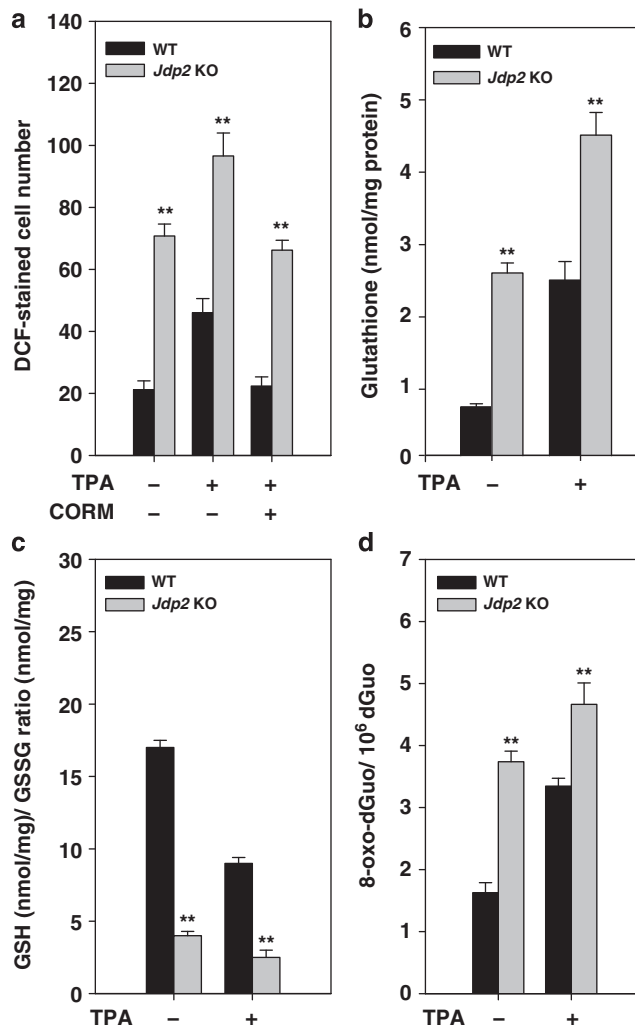 a
140
120
100
80
60
40
20
0
DCF-stained cell number
WT
Jdp2 KO
**
**
**
TPA – + +
CORM – – +
b
6
5
4
3
2
1
0
Glutathione (nmol/mg protein)
WT
Jdp2 KO
**
**
TPA – +
c
30
25
20
15
10
5
0
GSH (nmol/mg)/ GSSG ratio (nmol/mg)
WT
Jdp2 KO
**
**
TPA – +
d
7
6
5
4
3
2
1
0
8-oxo-dGuo/ 10⁶ dGuo
WT
Jdp2 KO
**
**
TPA – +